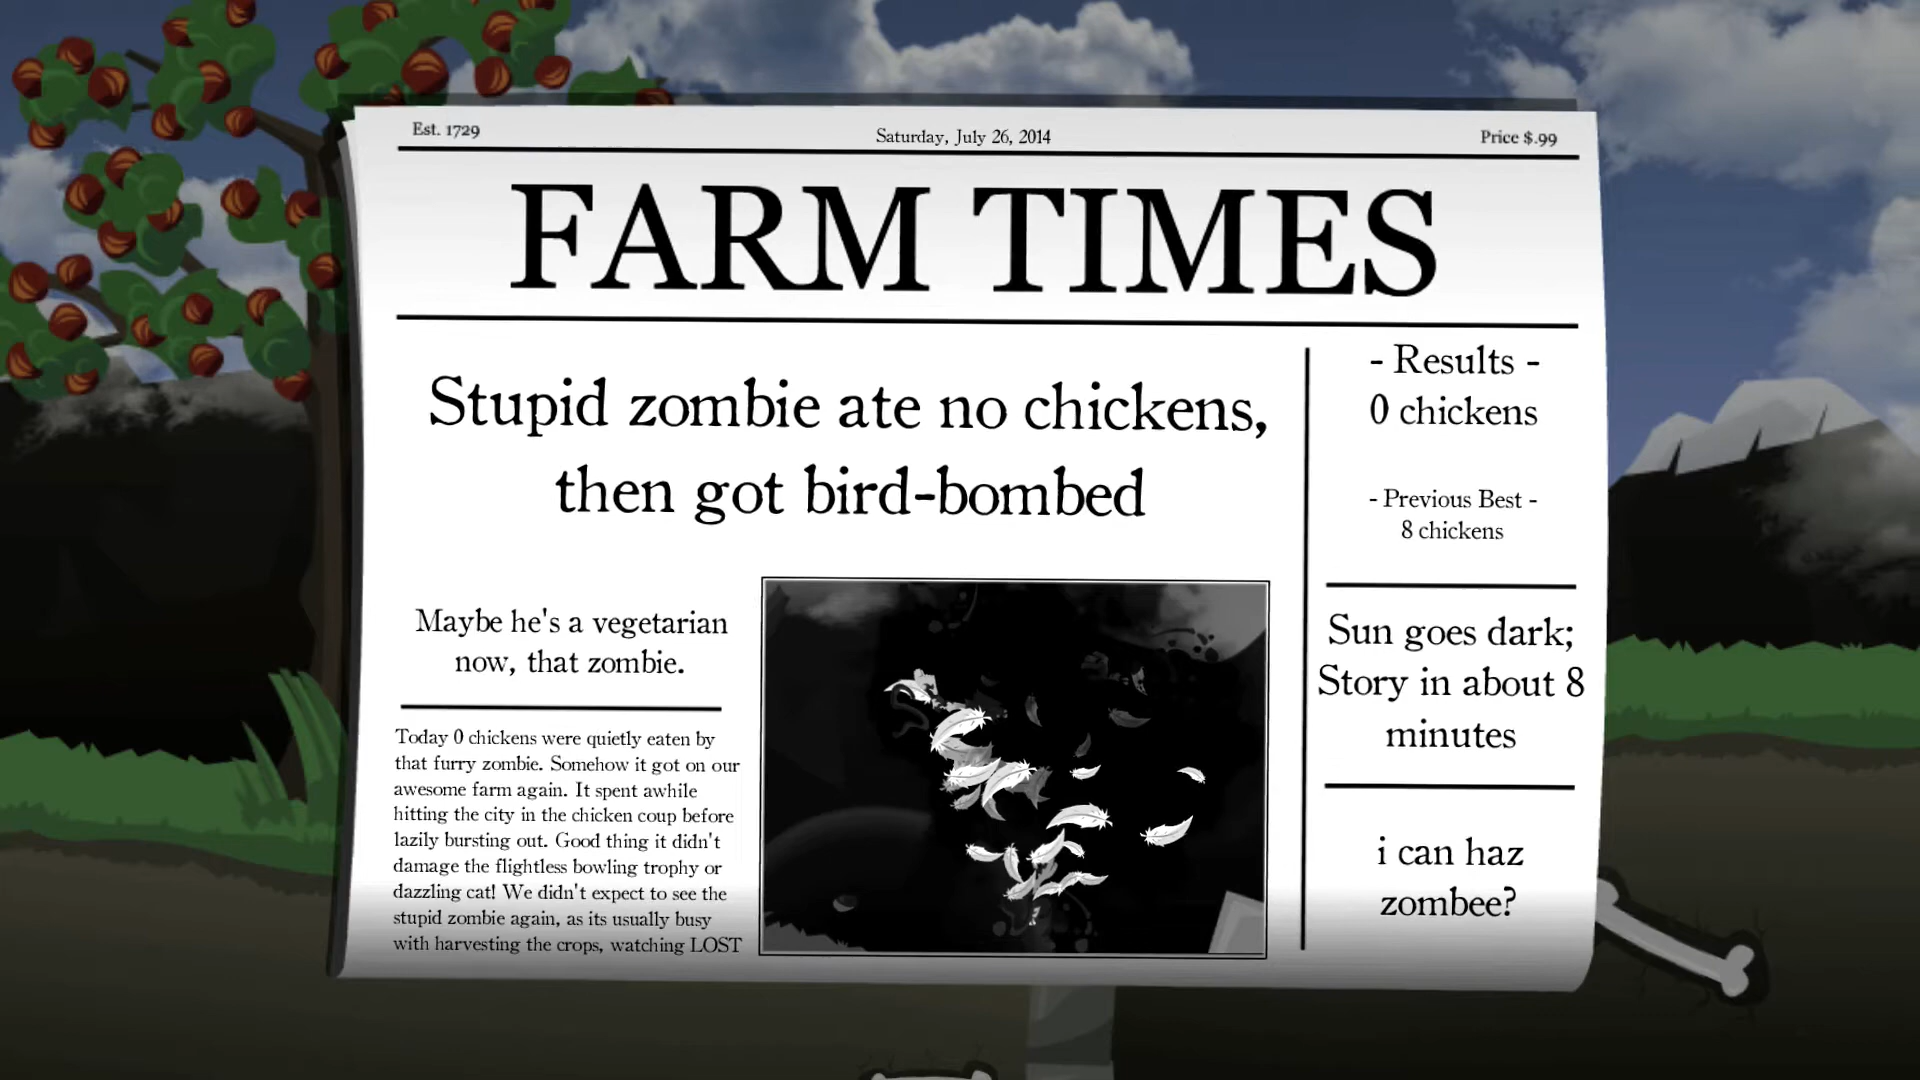 Est. 1729
Saturday, July 26, 2014
Price $.99
FARM TIMES
Stupid zombie ate no chickens,
then got bird-bombed
Maybe he's a vegetarian
now, that zombie.
Today 0 chickens were quietly eaten by
that furry zombie. Somehow it got on our
awesome farm again. It spent awhile
hitting the city in the chicken coup before
lazily bursting out. Good thing it didn't
damage the flightless bowling trophy or
dazzling cat! We didn't expect to see the
stupid zombie again, as its usually busy
with harvesting the crops, watching LOST
- Results -
0 chickens
- Previous Best -
8 chickens
Sun goes dark;
Story in about 8
minutes
i can haz
zombee?